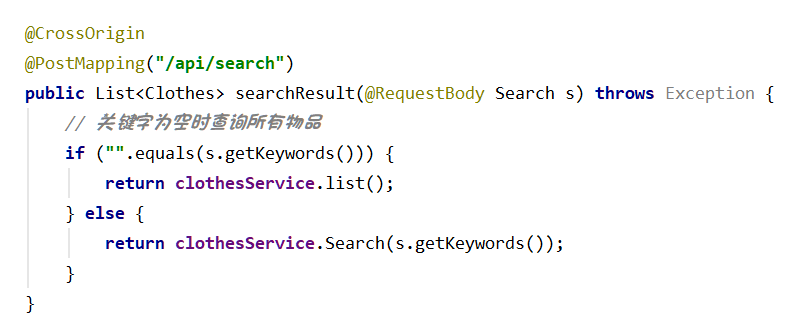 @CrossOrigin
@PostMapping("/api/search")
public List<Clothes> searchResult(@RequestBody Search s) throws Exception {
// 关键字为空时查询所有物品
if ("".equals(s.getKeywords())) {
return clothesService.list();
} else {
return clothesService.Search(s.getKeywords());
}
}